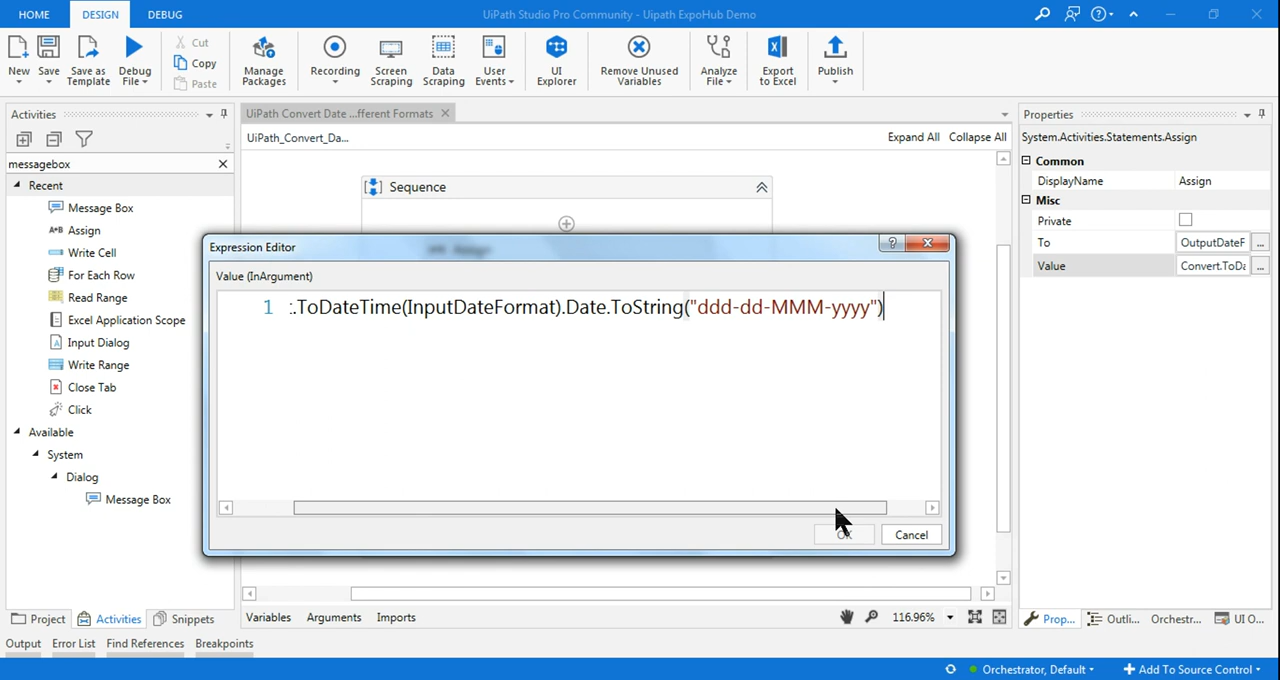 HOME DESIGN DEBUG UiPath Studio Pro Community - Uipath ExpoHub Demo
New Save Save as Template Debug File Cut Copy Paste Manage Packages Recording Screen Scraping Data Scraping User Events UI Explorer Remove Unused Variables Analyze File Export to Excel Publish
Activities
messagebox
Recent
Message Box
A*B Assign
Write Cell
For Each Row
Read Range
Excel Application Scope
Input Dialog
Write Range
Close Tab
Click
Available
System
Dialog
Message Box
UiPath Convert Date ...fferent Formats
UiPath_Convert_Da...
Expand All Collapse All
Sequence
Assign
Expression Editor
Value (InArgument)
1 :.ToDateTime(InputDateFormat).Date.ToString("ddd-dd-MMM-yyyy")
OK Cancel
Properties
System.Activities.Statements.Assign
Common
DisplayName Assign
Misc
Private
To OutputDateF ...
Value Convert.ToDa ...
Project Activities Snippets
Variables Arguments Imports 116.96%
Prop... Outli... Orchestr... UI O...
Output Error List Find References Breakpoints
Orchestrator, Default Add To Source Control